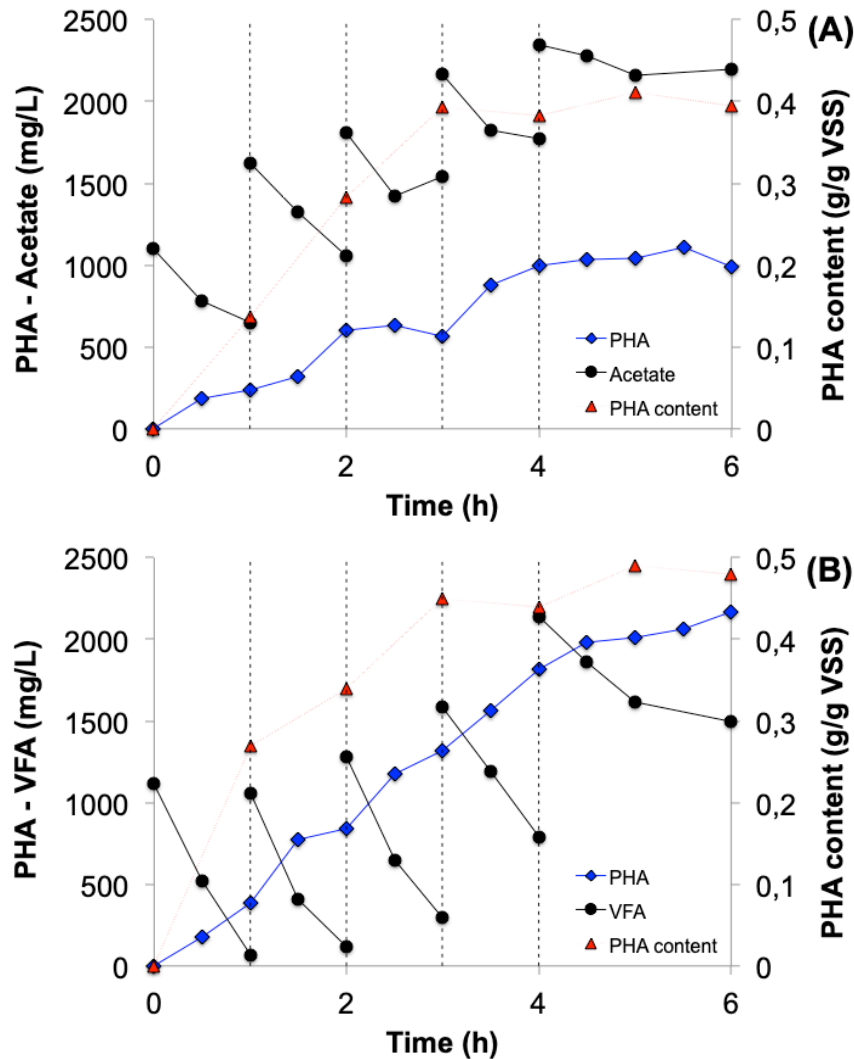 (A)
PHA - Acetate (mg/L)
2500
2000
1500
1000
500
0
0,5
0,4
0,3
0,2
0,1
0
PHA content (g/g VSS)
PHA
Acetate
PHA content
0 2 4 6
Time (h)
(B)
PHA - VFA (mg/L)
2500
2000
1500
1000
500
0
0,5
0,4
0,3
0,2
0,1
0
PHA content (g/g VSS)
PHA
VFA
PHA content
0 2 4 6
Time (h)